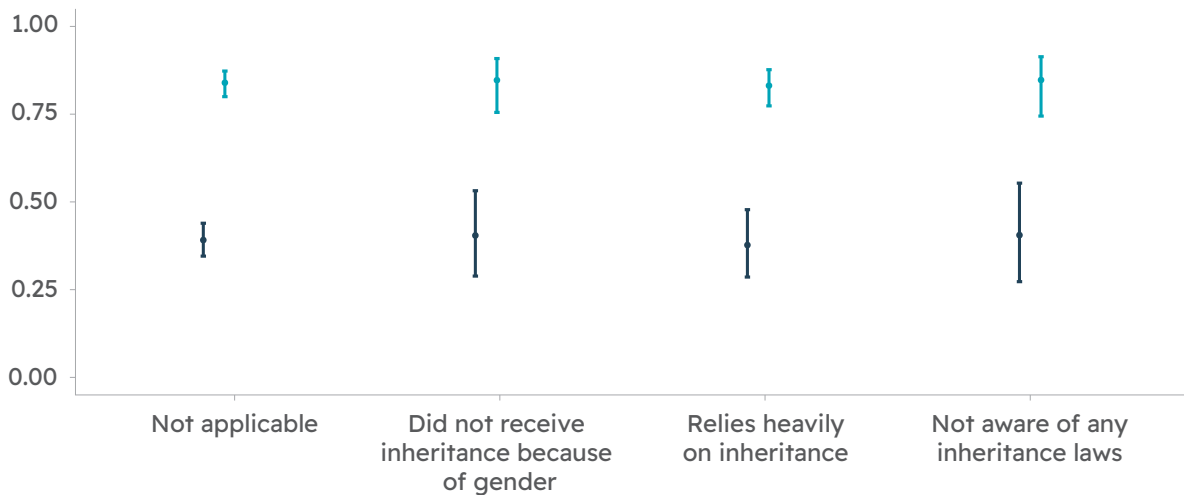 1.00
0.75
0.50
0.25
0.00
Not applicable
Did not receive
inheritance because
of gender
Relies heavily
on inheritance
Not aware of any
inheritance laws